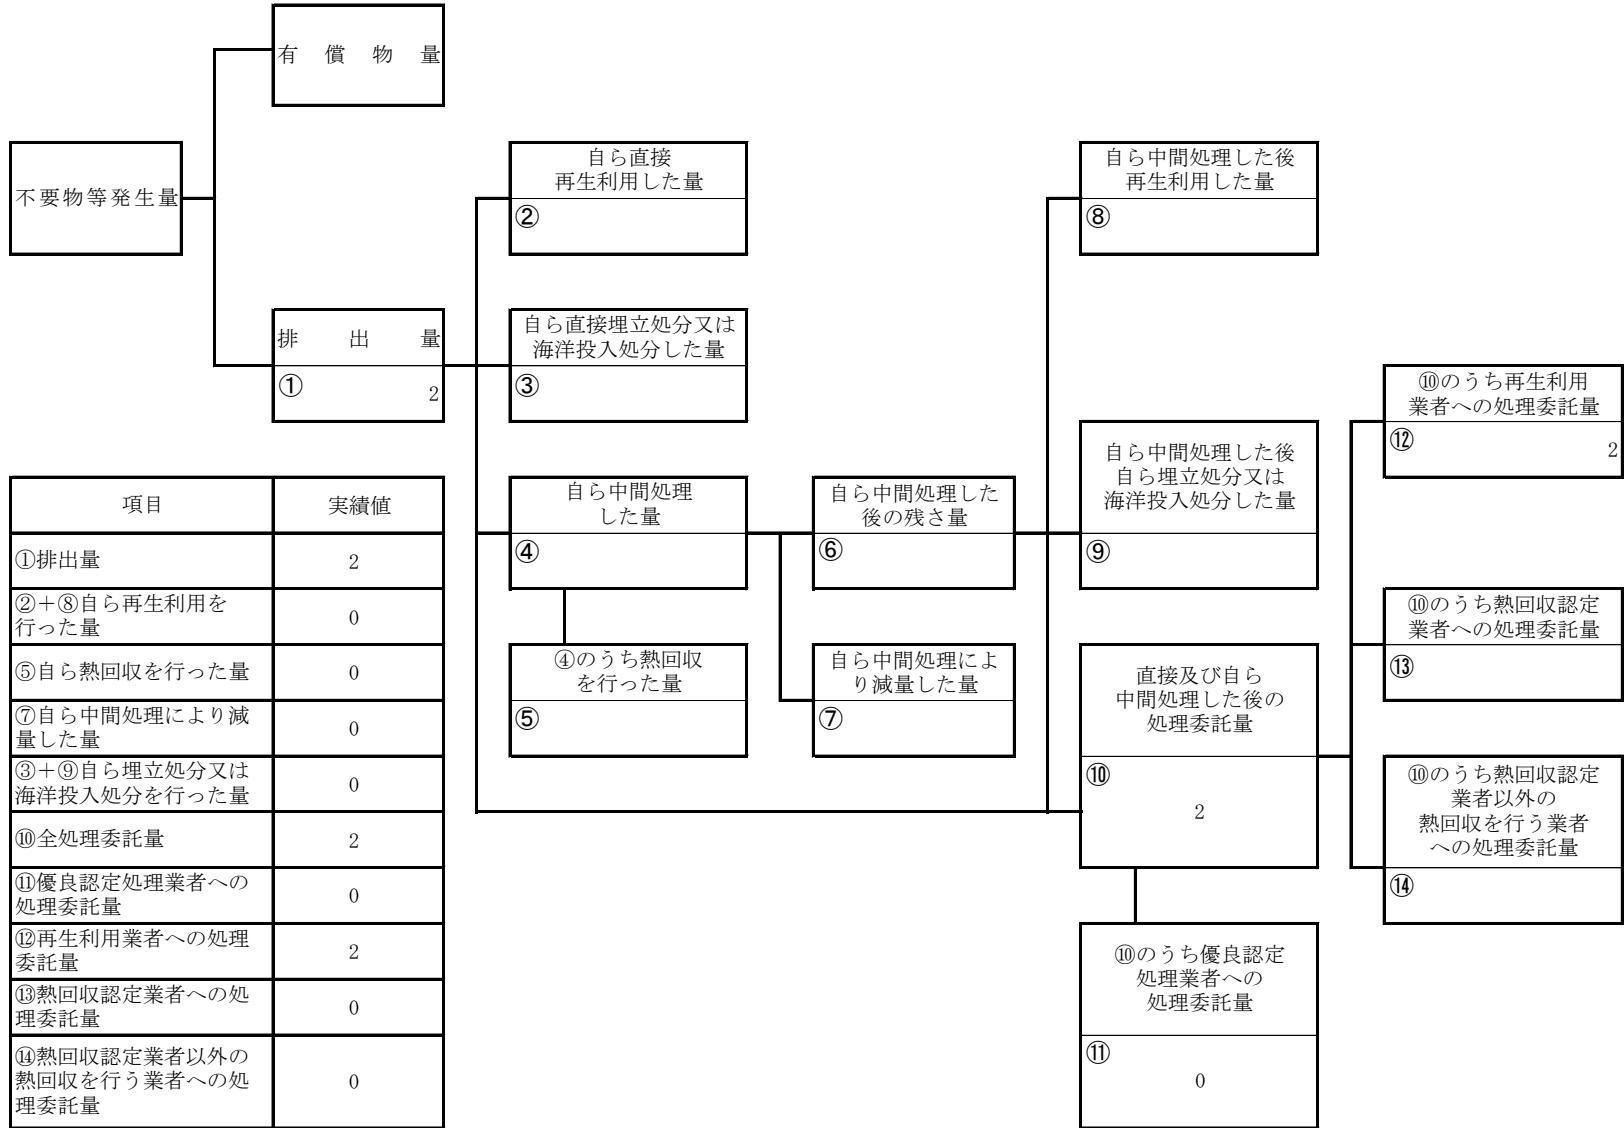 有償物量
不要物等発生量
排出量
①
2
自ら直接
再生利用した量
②
自ら直接埋立処分又は
海洋投入処分した量
③
自ら中間処理
した量
④
④のうち熱回収
を行った量
⑤
自ら中間処理した
後の残さ量
⑥
自ら中間処理によ
り減量した量
⑦
自ら中間処理した後
再生利用した量
⑧
自ら中間処理した後
自ら埋立処分又は
海洋投入処分した量
⑨
直接及び自ら
中間処理した後の
処理委託量
⑩
2
⑩のうち優良認定
処理業者への
処理委託量
⑪
0
⑩のうち再生利用
業者への処理委託量
⑫
2
⑩のうち熱回収認定
業者への処理委託量
⑬
⑩のうち熱回収認定
業者以外の
熱回収を行う業者
への処理委託量
⑭
項目 実績値
①排出量 2
②+⑧自ら再生利用を
行った量
0
⑤自ら熱回収を行った量 0
⑦自ら中間処理により減
量した量
0
③+⑨自ら埋立処分又は
海洋投入処分を行った量
0
⑩全処理委託量 2
⑪優良認定処理業者への
処理委託量
0
⑫再生利用業者への処理
委託量
2
⑬熱回収認定業者への処
理委託量
0
⑭熱回収認定業者以外の
熱回収を行う業者への処
理委託量
0